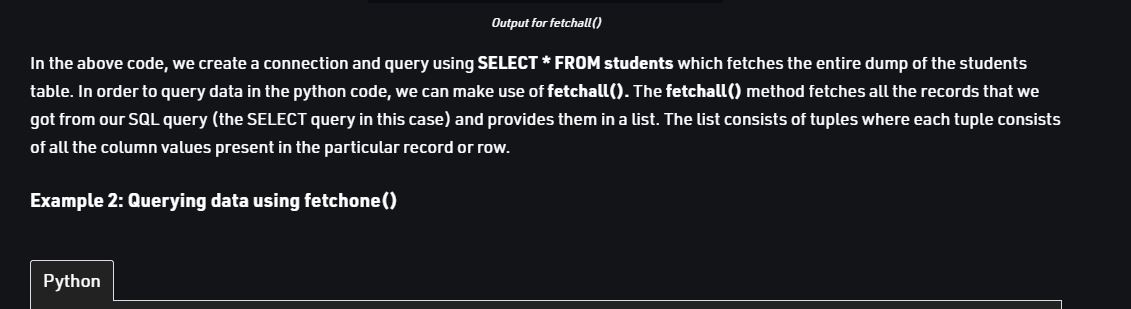 Output for fetchall()
In the above code, we create a connection and query using SELECT * FROM students which fetches the entire dump of the students
table. In order to query data in the python code, we can make use of fetchall(). The fetchall() method fetches all the records that we
got from our SQL query (the SELECT query in this case) and provides them in a list. The list consists of tuples where each tuple consists
of all the column values present in the particular record or row.
Example 2: Querying data using fetchone()
Python